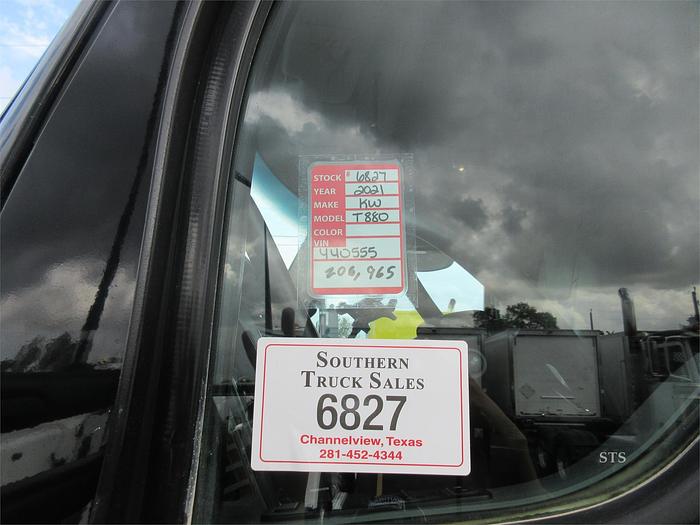 STOCK # 6827
YEAR 2021
MAKE KW
MODEL T880
COLOR
VIN
440555
206,965
SOUTHERN
TRUCK SALES
6827
Channelview, Texas
281-452-4344
STS